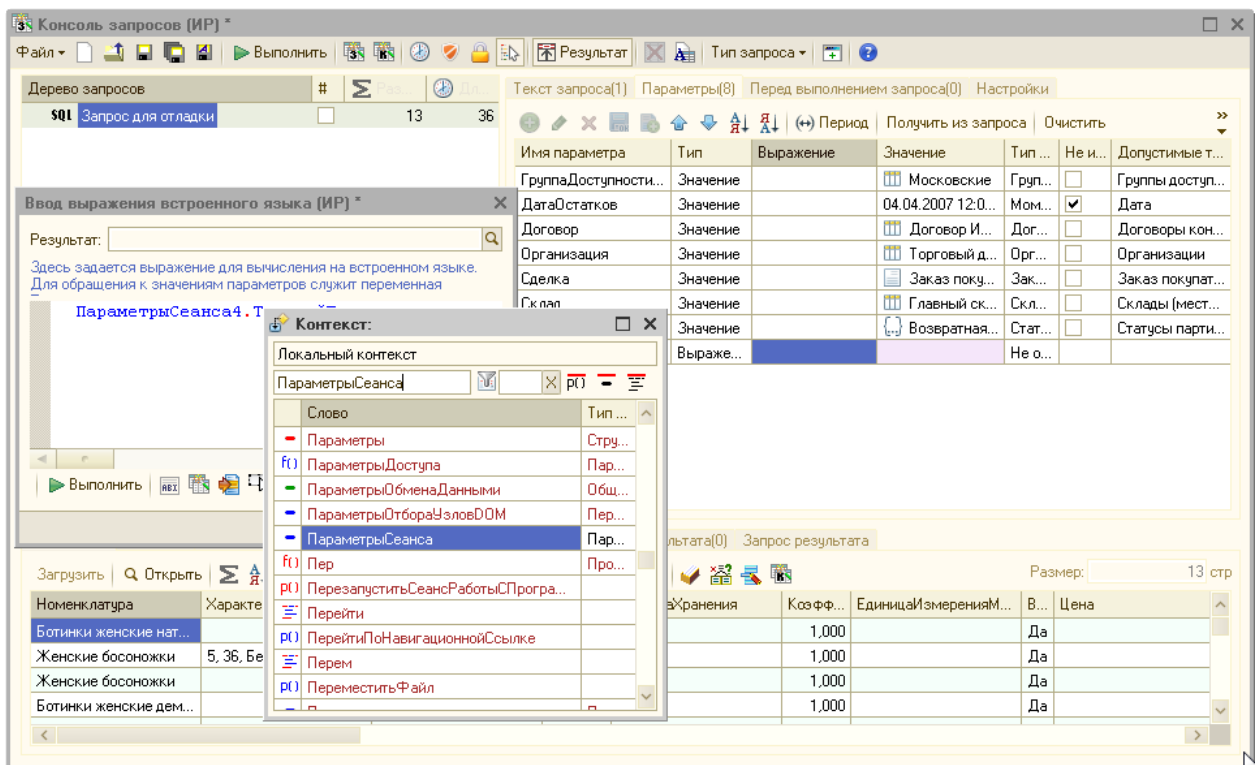 Консоль запросов (ИР) *
Файл Выполнить Результат Тип запроса
Дерево запросов # Раз... Дл...
SQL Запрос для отладки 13 36
Текст запроса(1) Параметры(8) Перед выполнением запроса(0) Настройки
Период Получить из запроса Очистить
Имя параметра Тип Выражение Значение Тип ... Не и... Допустимые т...
ГруппаДоступности... Значение Московские Груп... Группы доступ...
ДатаОстатков Значение 04.04.2007 12:0... Мом... Дата
Договор Значение Договор И... Дог... Договоры кон...
Организация Значение Торговый д... Орг... Организации
Сделка Значение Заказ поку... Зак... Заказ покупат...
Склад Значение Главный ск... Скл... Склады (мест...
Значение Возвратная... Стат... Статусы парти...
Выраже... Не о...
Ввод выражения встроенного языка (ИР) *
Результат:
Здесь задается выражение для вычисления на встроенном языке.
Для обращения к значениям параметров служит переменная
ПараметрыСеанса4.Т
Выполнить
Контекст:
Локальный контекст
ПараметрыСеанса
Слово Тип ...
Параметры Стру...
f() ПараметрыДоступа Пар...
ПараметрыОбменаДанными Общ...
ПараметрыОтбораУзловDOM Пер...
ПараметрыСеанса Пар...
f() Пер Про...
p() ПерезапуститьСеансРаботыСПрогра...
Перейти
p() ПерейтиПоНавигационнойСсылке
Перем
p() ПереместитьФайл
льтата(0) Запрос результата
Загрузить Открыть Размер: 13 стр
Номенклатура Характе аХранения Коэфф... ЕдиницаИзмеренияМ... В... Цена
Ботинки женские нат... 1,000 Да
Женские босоножки 5, 36, Бе 1,000 Да
Женские босоножки 1,000 Да
Ботинки женские дем... 1,000 Да